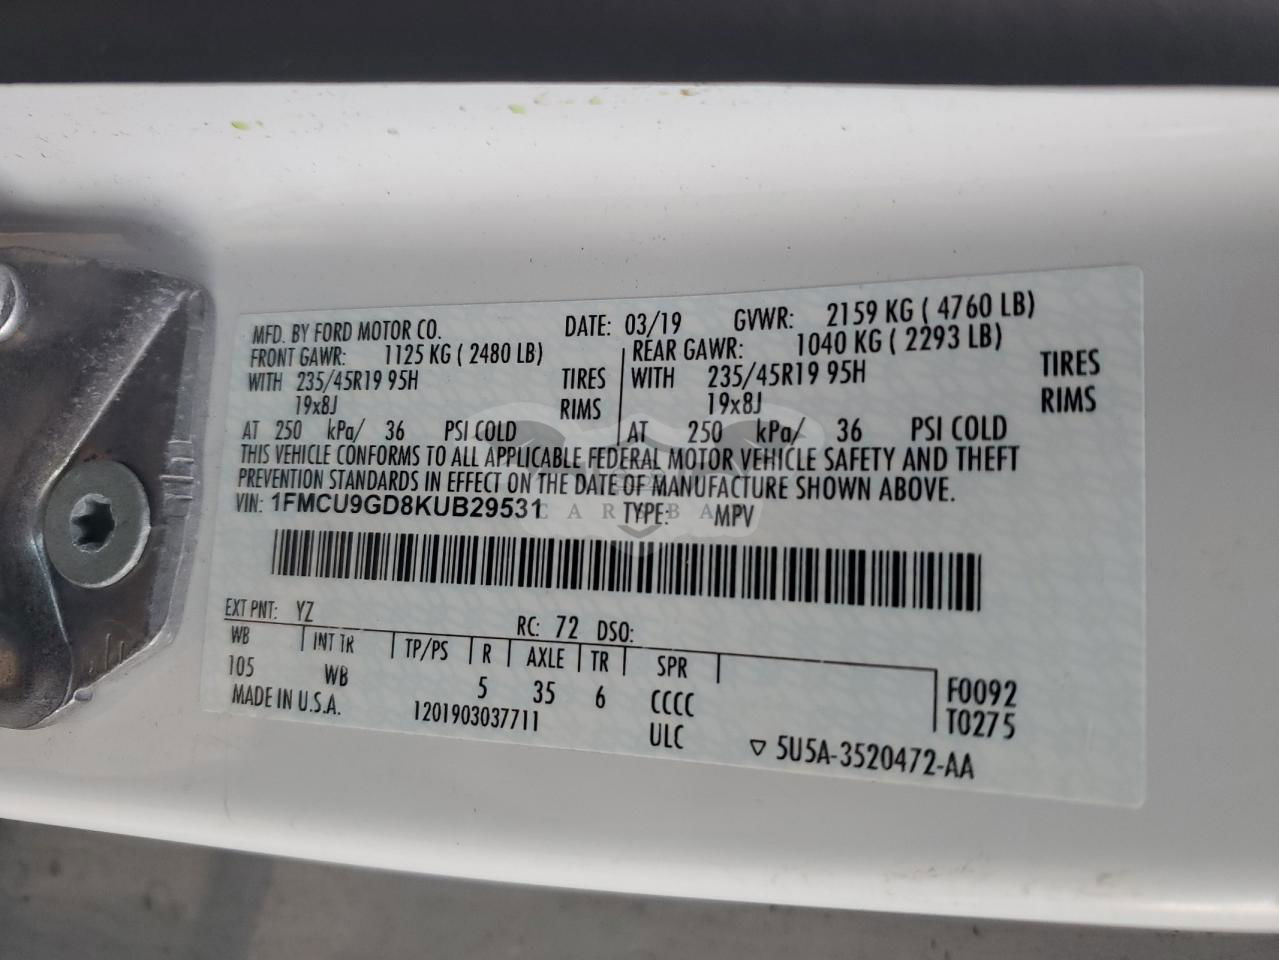 MFD. BY FORD MOTOR CO. DATE: 03/19 GVWR: 2159 KG ( 4760 LB)
FRONT GAWR: 1125 KG ( 2480 LB) REAR GAWR: 1040 KG ( 2293 LB)
WITH 235/45R19 95H TIRES WITH 235/45R19 95H TIRES
19x8J RIMS 19x8J RIMS
AT 250 kPa/ 36 PSI COLD AT 250 kPa/ 36 PSI COLD
THIS VEHICLE CONFORMS TO ALL APPLICABLE FEDERAL MOTOR VEHICLE SAFETY AND THEFT
PREVENTION STANDARDS IN EFFECT ON THE DATE OF MANUFACTURE SHOWN ABOVE.
VIN: 1FMCU9GD8KUB29531 TYPE: MPV
EXT PNT: YZ RC: 72 DSO:
WB INT TR TP/PS R AXLE TR SPR
105 WB 5 35 6 CCCC F0092
MADE IN U.S.A. 1201903037711 ULC T0275
▽ 5U5A-3520472-AA